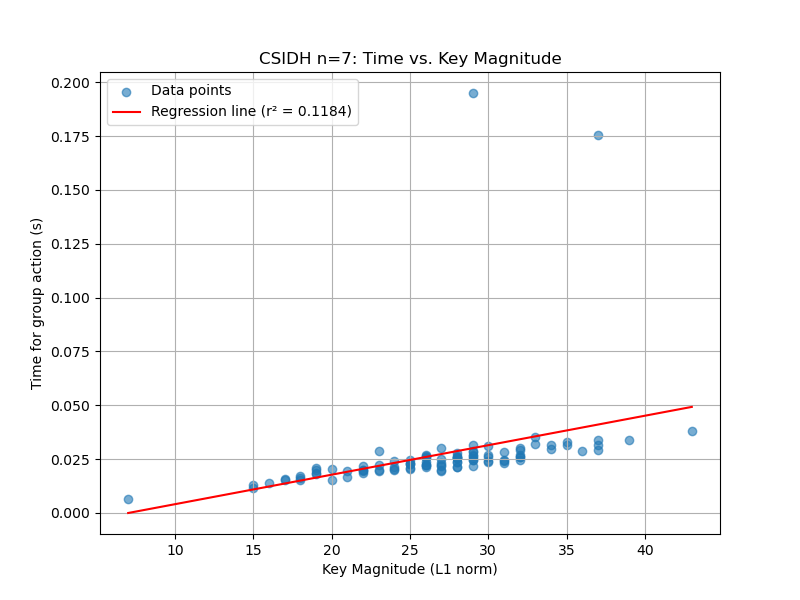 CSIDH n=7: Time vs. Key Magnitude
Data points
Regression line (r² = 0.1184)
Time for group action (s)
0.200
0.175
0.150
0.125
0.100
0.075
0.050
0.025
0.000
10 15 20 25 30 35 40
Key Magnitude (L1 norm)